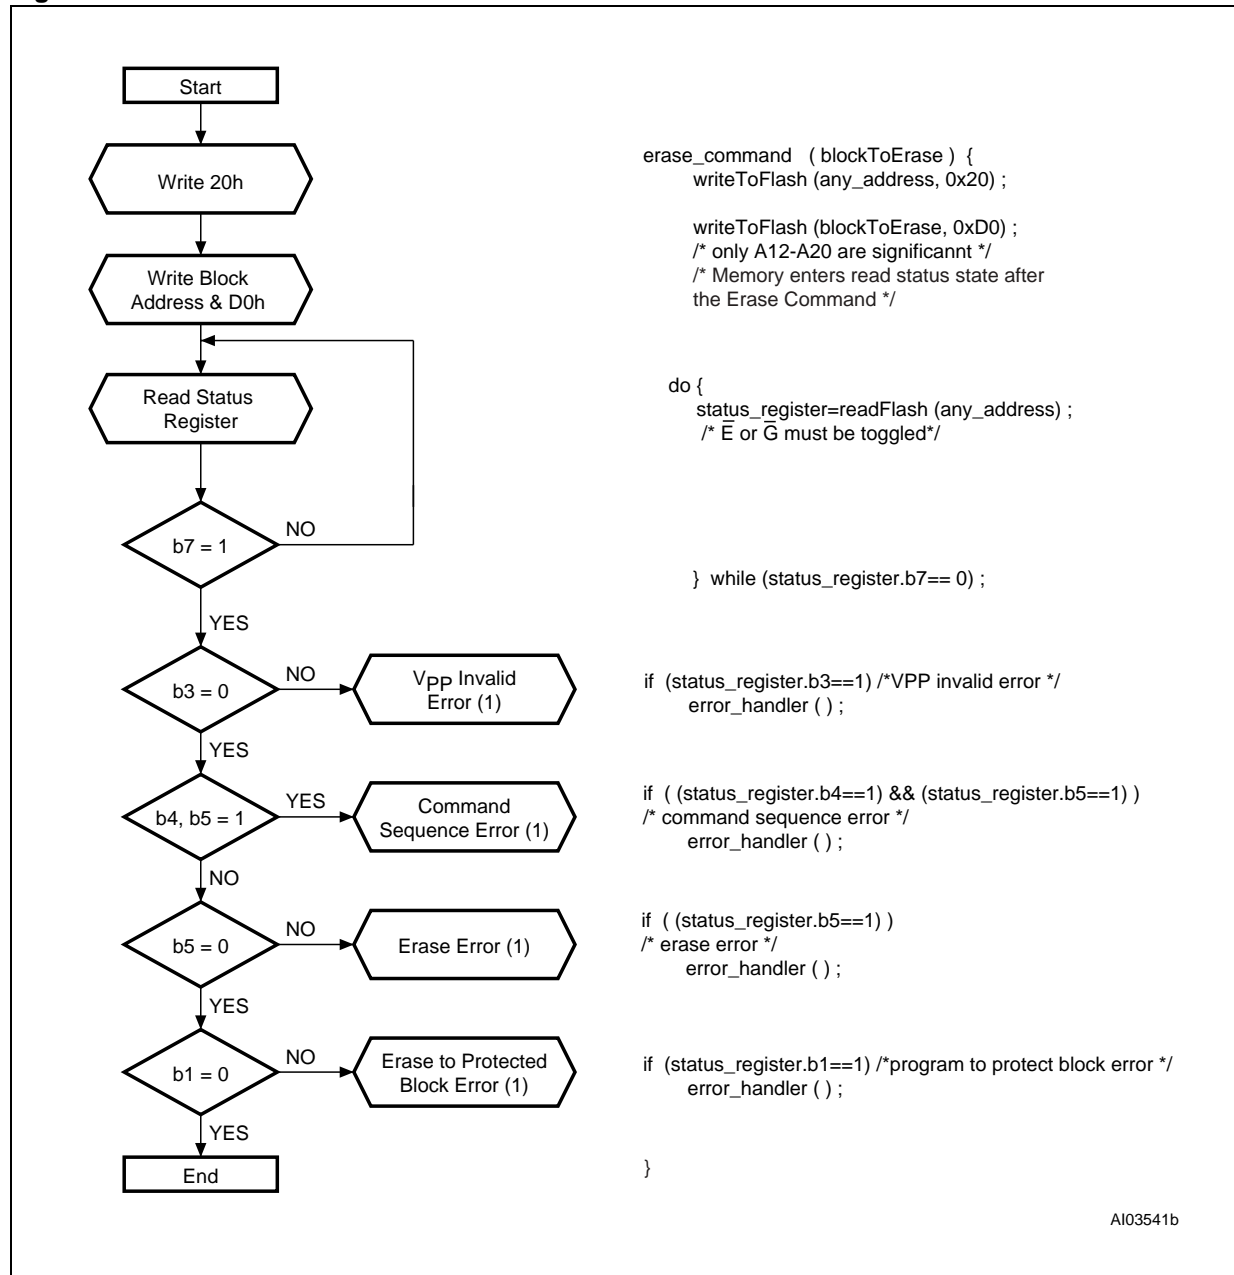 Start
Write 20h
erase_command ( blockToErase ) {
writeToFlash (any_address, 0x20) ;
writeToFlash (blockToErase, 0xD0) ;
/* only A12-A20 are significannt */
/* Memory enters read status state after
the Erase Command */
Write Block
Address & D0h
Read Status
Register
do {
status_register=readFlash (any_address) ;
/* E̅ or G̅ must be toggled*/
b7 = 1
NO
YES
} while (status_register.b7== 0) ;
b3 = 0
NO
YES
VPP Invalid
Error (1)
if (status_register.b3==1) /*VPP invalid error */
error_handler ( ) ;
b4, b5 = 1
YES
NO
Command
Sequence Error (1)
if ( (status_register.b4==1) && (status_register.b5==1) )
/* command sequence error */
error_handler ( ) ;
b5 = 0
NO
YES
Erase Error (1)
if ( (status_register.b5==1) )
/* erase error */
error_handler ( ) ;
b1 = 0
NO
YES
Erase to Protected
Block Error (1)
if (status_register.b1==1) /*program to protect block error */
error_handler ( ) ;
End
}
AI03541b